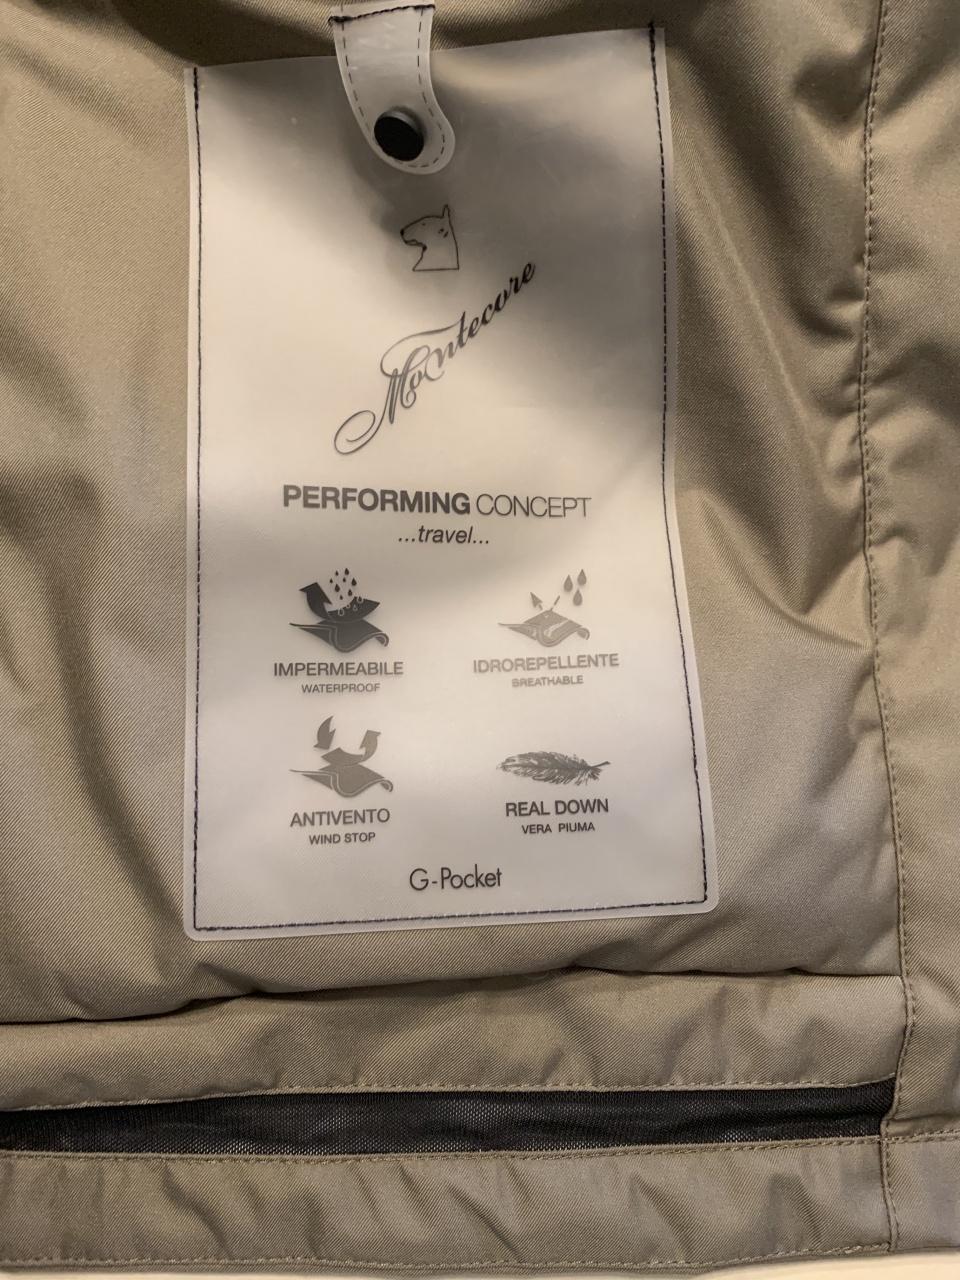 Montecore
PERFORMING CONCEPT
...travel...
IMPERMEABILE
WATERPROOF
IDROREPELLENTE
BREATHABLE
ANTIVENTO
WIND STOP
REAL DOWN
VERA PIUMA
G-Pocket